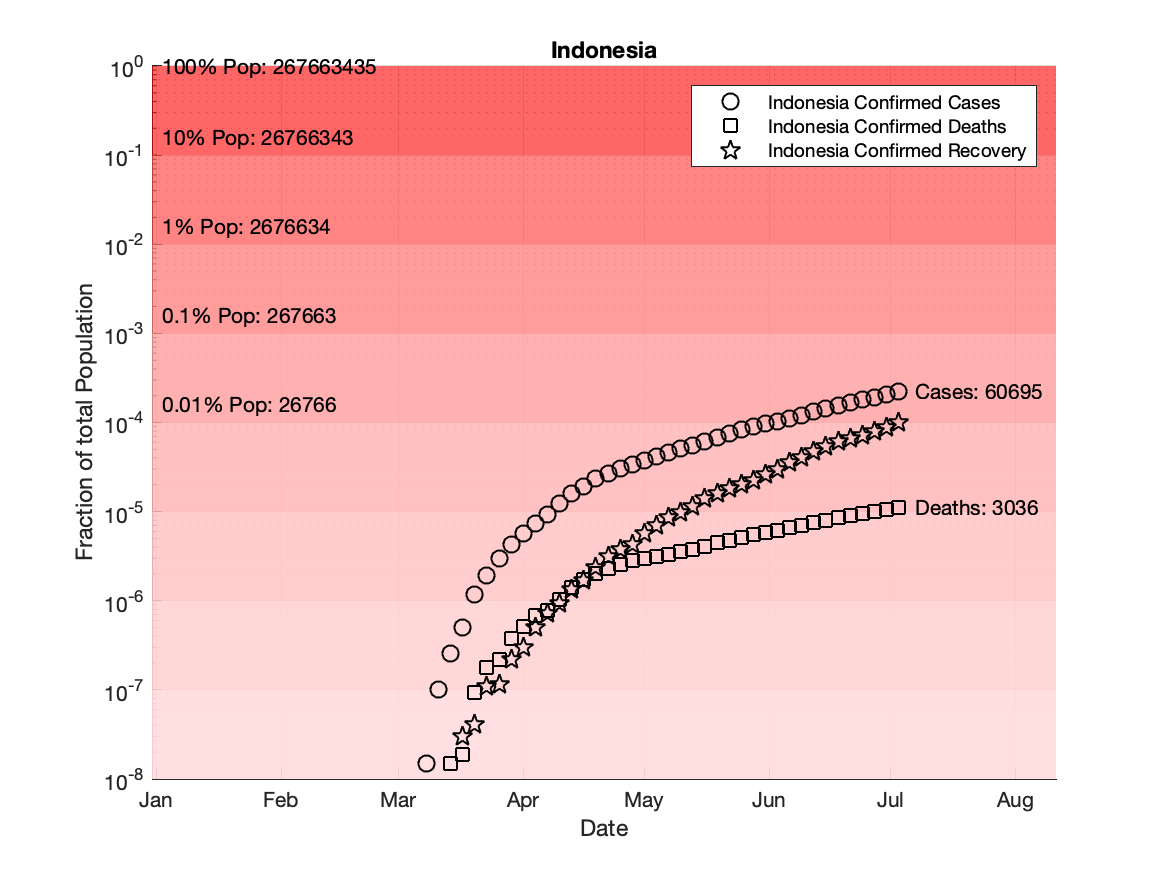 Indonesia
10^0
100% Pop: 267663435
Indonesia Confirmed Cases
Indonesia Confirmed Deaths
Indonesia Confirmed Recovery
10% Pop: 26766343
10^-1
1% Pop: 2676634
10^-2
0.1% Pop: 267663
10^-3
Fraction of total Population
Cases: 60695
0.01% Pop: 26766
10^-4
Deaths: 3036
10^-5
10^-6
10^-7
10^-8
Jan Feb Mar Apr May Jun Jul Aug
Date